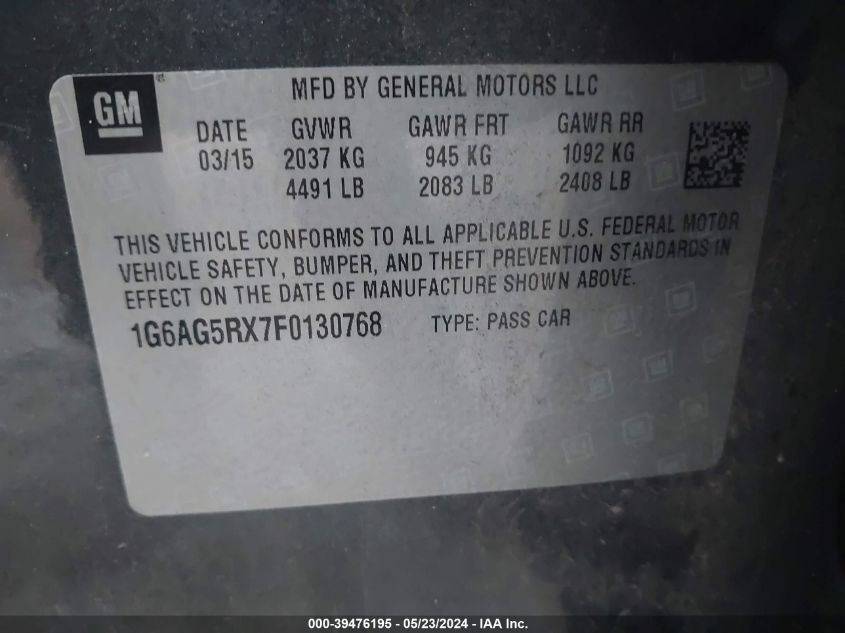 GM ®
MFD BY GENERAL MOTORS LLC
DATE GVWR GAWR FRT GAWR RR
03/15 2037 KG 945 KG 1092 KG
4491 LB 2083 LB 2408 LB
THIS VEHICLE CONFORMS TO ALL APPLICABLE U.S. FEDERAL MOTOR
VEHICLE SAFETY, BUMPER, AND THEFT PREVENTION STANDARDS IN
EFFECT ON THE DATE OF MANUFACTURE SHOWN ABOVE.
1G6AG5RX7F0130768 TYPE: PASS CAR
000-39476195 - 05/23/2024 - IAA Inc.